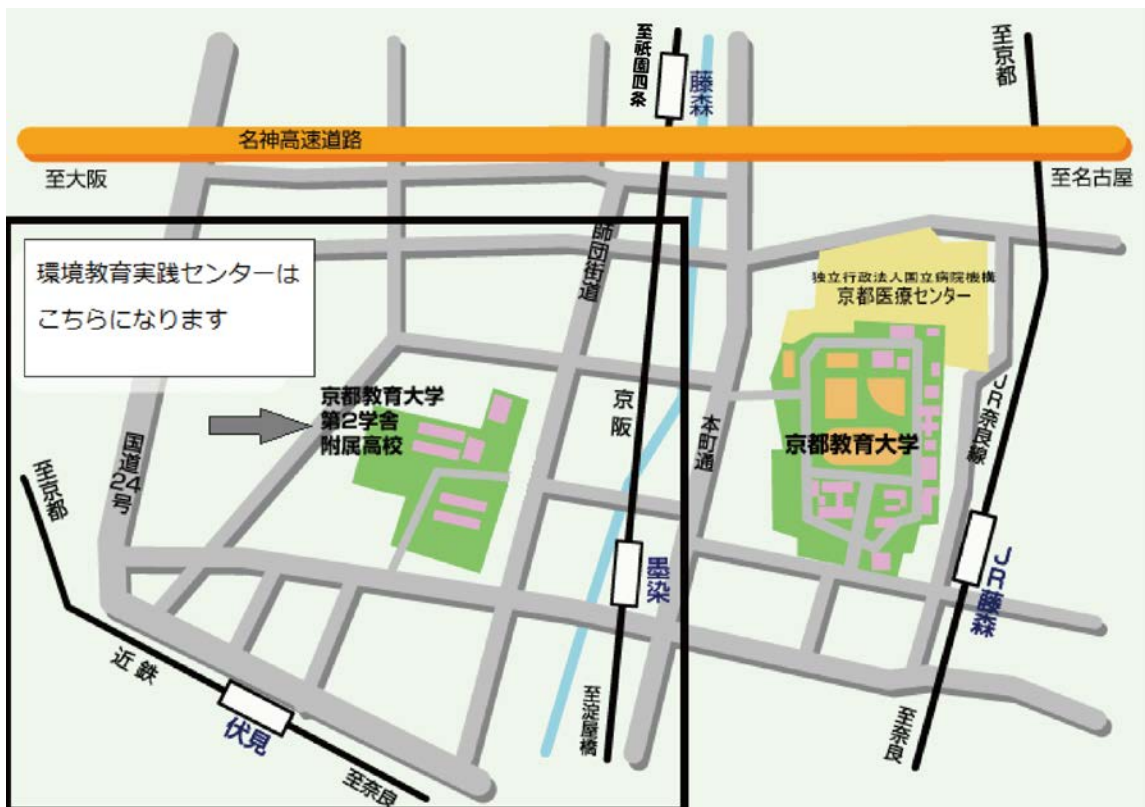 至祇園四条
藤森
至京都
名神高速道路
至大阪
至名古屋
師団街道
環境教育実践センターは
こちらになります
独立行政法人国立病院機構
京都医療センター
京都教育大学
第2学舎
附属高校
京阪
本町通
京都教育大学
JR奈良線
国道24号
至京都
墨染
JR藤森
近鉄
伏見
至奈良
至淀屋橋
至奈良